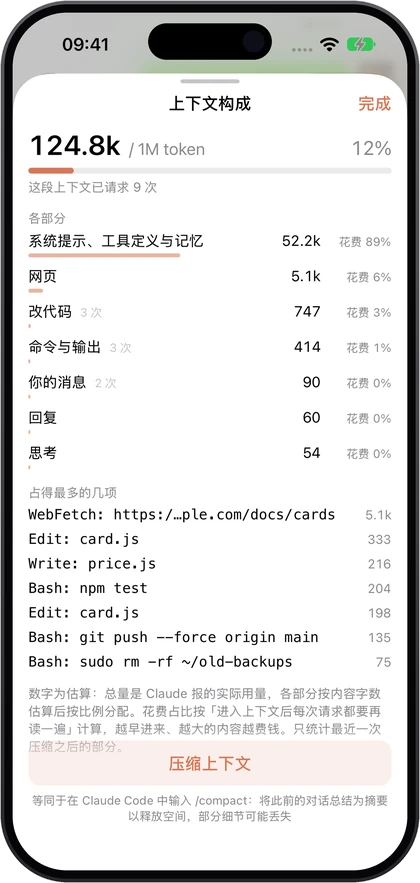 09:41
上下文构成
完成
124.8k / 1M token
12%
这段上下文已请求 9 次
各部分
系统提示、工具定义与记忆 52.2k 花费 89%
网页 5.1k 花费 6%
改代码 3 次 747 花费 3%
命令与输出 3 次 414 花费 1%
你的消息 2 次 90 花费 0%
回复 60 花费 0%
思考 54 花费 0%
占得最多的几项
WebFetch: https:/…ple.com/docs/cards 5.1k
Edit: card.js 333
Write: price.js 216
Bash: npm test 204
Edit: card.js 198
Bash: git push --force origin main 135
Bash: sudo rm -rf ~/old-backups 75
数字为估算：总量是 Claude 报的实际用量，各部分按内容字数
估算后按比例分配。花费占比按「进入上下文后每次请求都要再
读一遍」计算，越早进来、越大的内容越费钱。只统计最近一次
压缩之后的部分。
压缩上下文
等同于在 Claude Code 中输入 /compact：将此前的对话总结为摘要
以释放空间，部分细节可能丢失